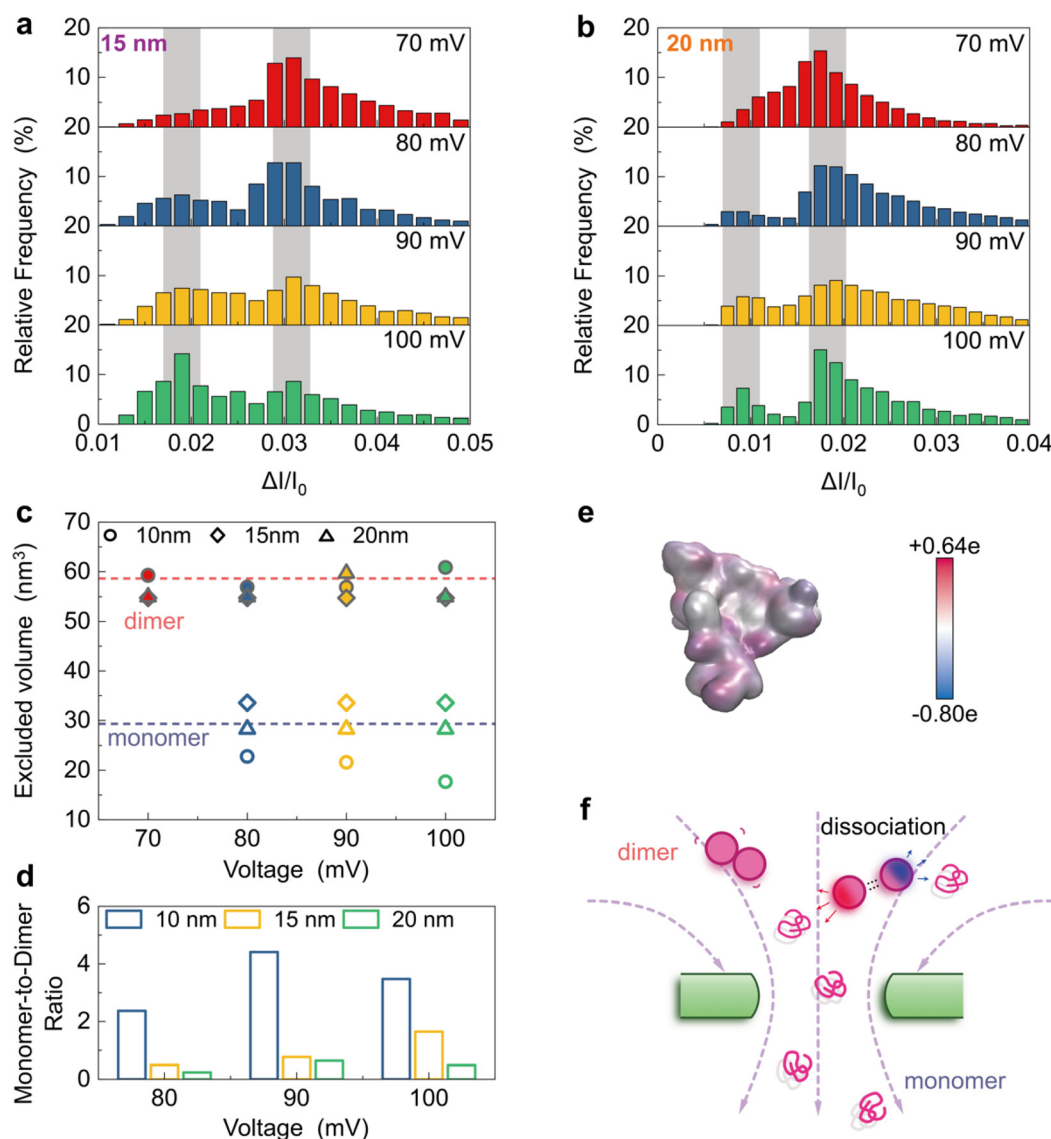 a
15 nm
70 mV
80 mV
90 mV
100 mV
20
10
20
10
20
10
20
10
0
Relative Frequency (%)
0.01 0.02 0.03 0.04 0.05
ΔI/I0
b
20 nm
70 mV
80 mV
90 mV
100 mV
20
10
20
10
20
10
20
10
0
Relative Frequency (%)
0 0.01 0.02 0.03 0.04
ΔI/I0
c
10nm 15nm 20nm
dimer
monomer
70
60
50
40
30
20
10
Excluded volume (nm3)
70 80 90 100
Voltage (mV)
d
10 nm 15 nm 20 nm
6
4
2
0
Monomer-to-Dimer
Ratio
80 90 100
Voltage (mV)
e
+0.64e
-0.80e
f
dimer
dissociation
monomer